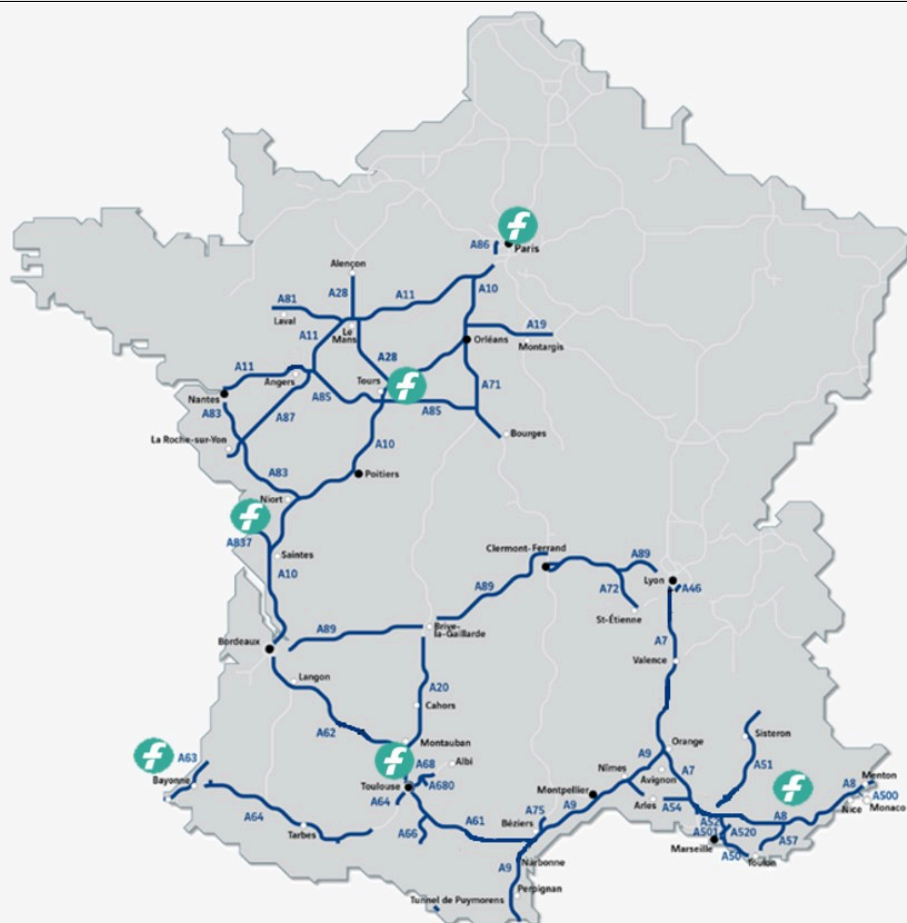 A86
Paris
Alençon
A28
A11
A10
A81
Laval
A11
Le
Mans
A19
Orléans
Montargis
A28
A11
Angers
Tours
A71
Nantes
A85
A85
A83
A87
La Roche-sur-Yon
A10
Bourges
A83
Poitiers
Niort
A837
Saintes
A10
Clermont-Ferrand
A89
A89
Lyon
A46
A72
St-Étienne
A89
Brive-
la-Gaillarde
Bordeaux
A7
Valence
Langon
A20
Cahors
A62
Montauban
Orange
Sisteron
A63
A68
Albi
A9
A7
A51
Bayonne
Nîmes
Avignon
Menton
Toulouse
A680
Montpellier
A8
A500
A64
A75
A9
Arles
A54
Nice
Monaco
A64
A61
Béziers
A52
A8
Tarbes
A66
A501
A520
A57
Marseille
A50
Toulon
Narbonne
A9
Perpignan
Tunnel de Puymorens